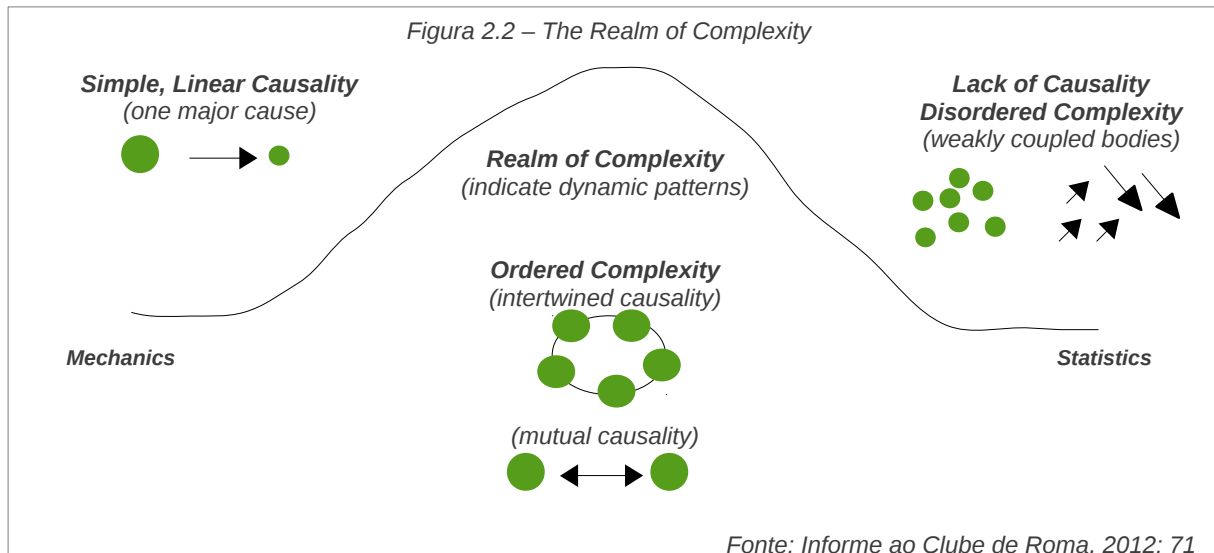 Figura 2.2 – The Realm of Complexity
Simple, Linear Causality
(one major cause)
Lack of Causality
Disordered Complexity
(weakly coupled bodies)
Realm of Complexity
(indicate dynamic patterns)
Ordered Complexity
(intertwined causality)
Mechanics
Statistics
(mutual causality)
Fonte: Informe ao Clube de Roma, 2012: 71